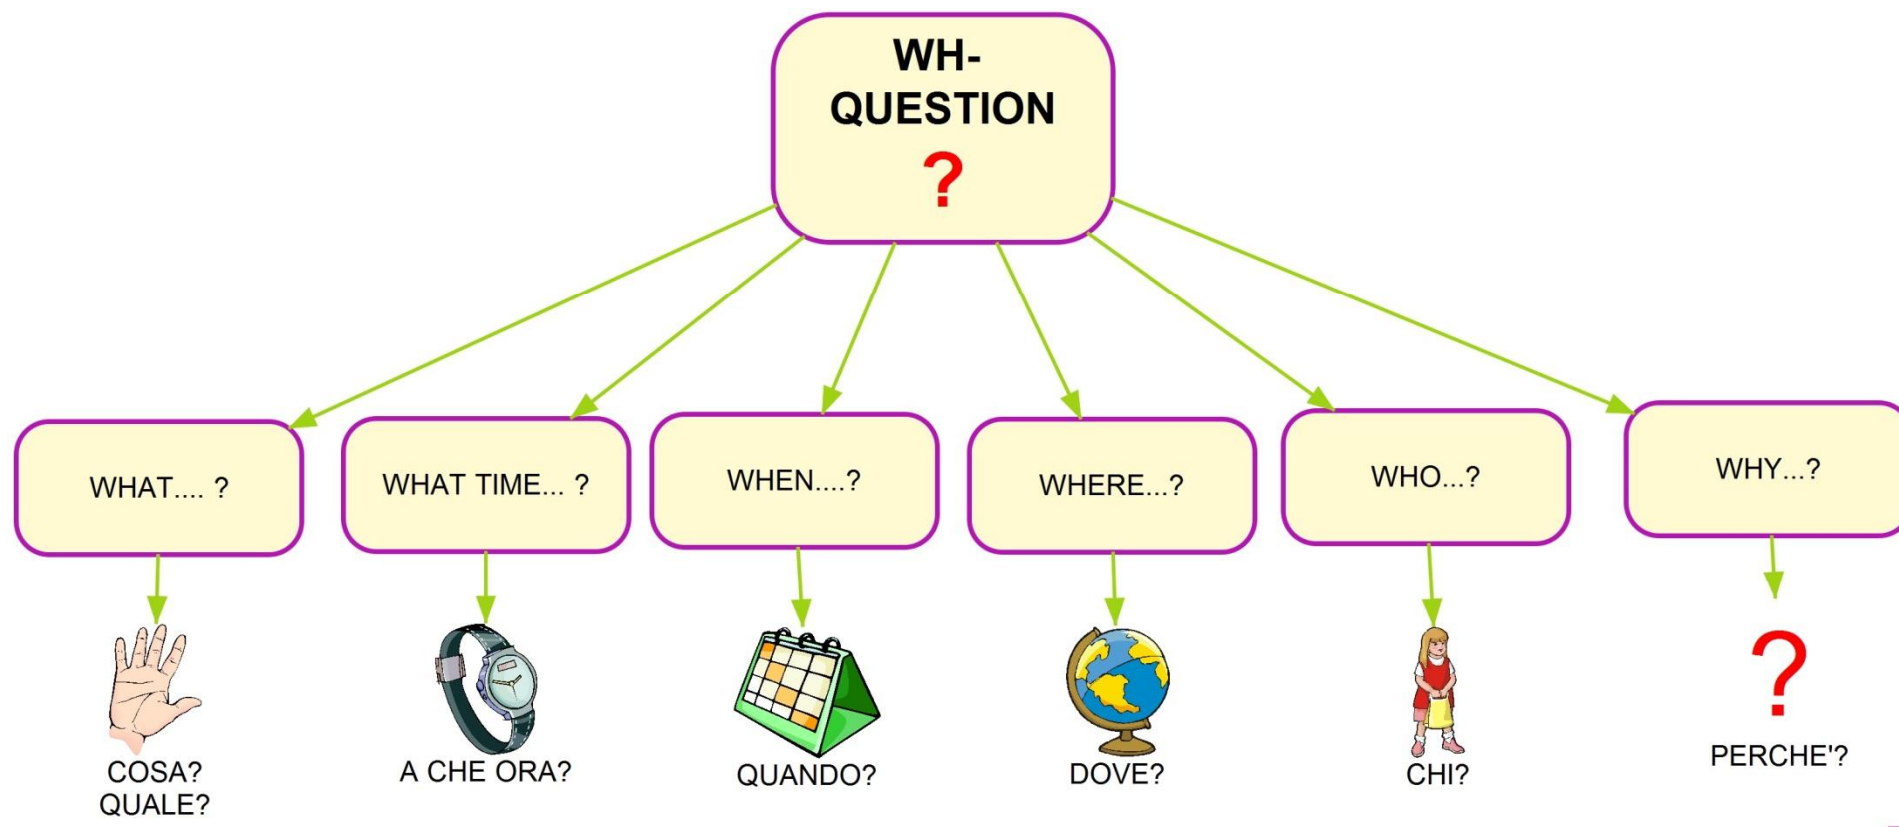 WH-
QUESTION
?
WHAT.... ?
WHAT TIME... ?
WHEN....?
WHERE...?
WHO...?
WHY...?
?
COSA?
QUALE?
A CHE ORA?
QUANDO?
DOVE?
CHI?
PERCHE'?